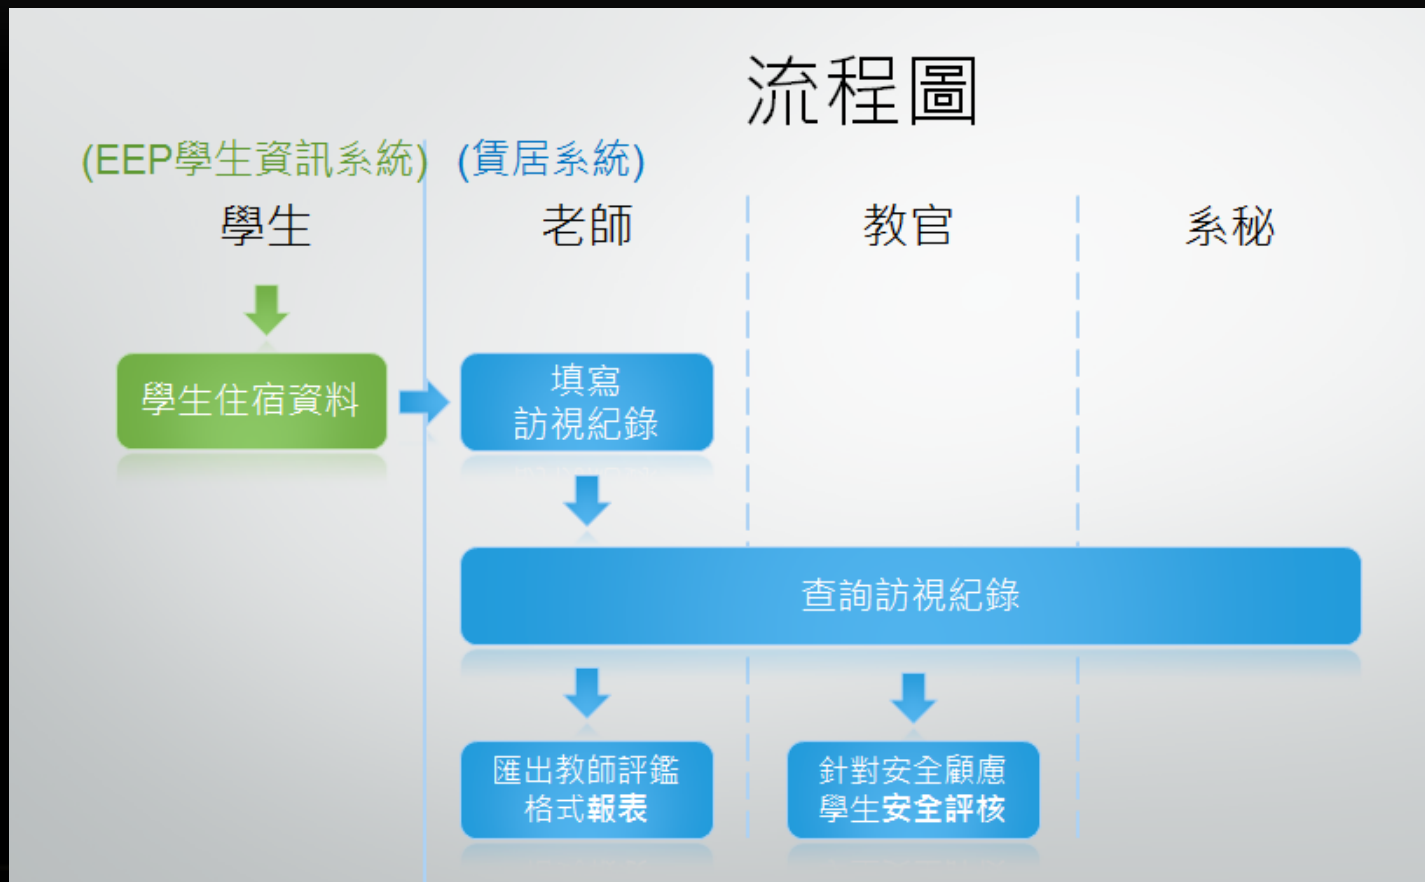 流程圖
(EEP學生資訊系統)
(賃居系統)
學生
老師
教官
系秘
學生住宿資料
填寫
訪視紀錄
查詢訪視紀錄
匯出教師評鑑
格式報表
針對安全顧慮
學生安全評核